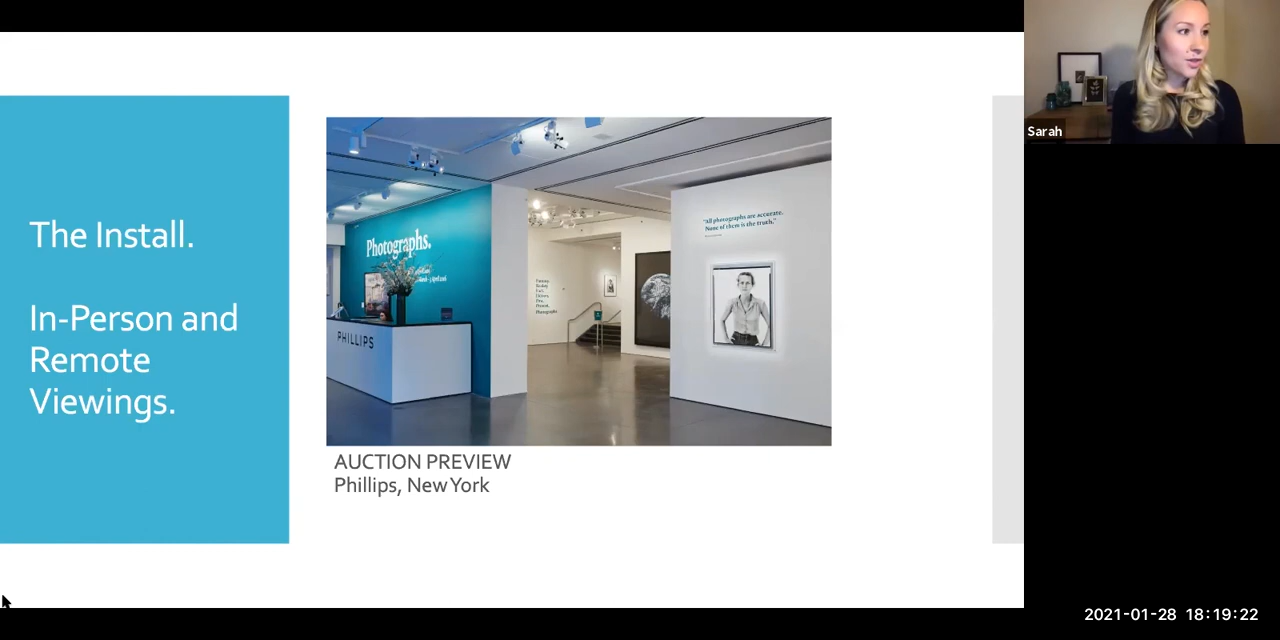 The Install.
In-Person and
Remote
Viewings.
Photographs.
PHILLIPS
"All photographs are accurate.
None of them is the truth."
AUCTION PREVIEW
Phillips, New York
Sarah
2021-01-28 18:19:22